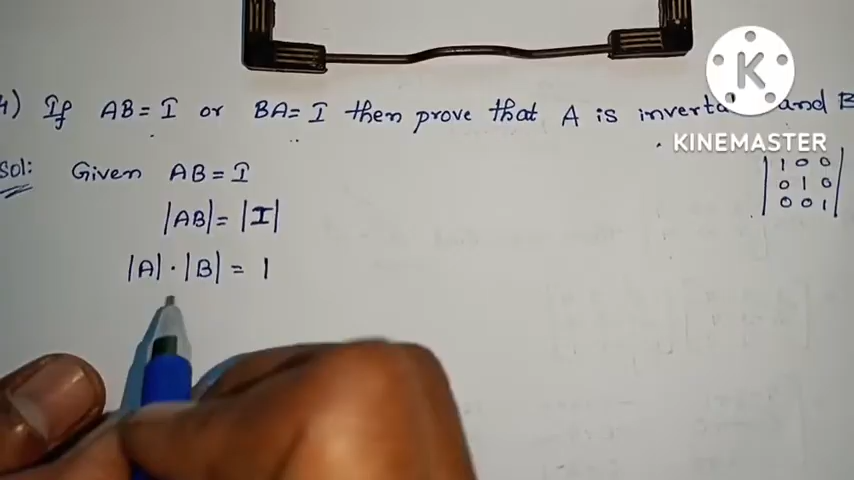 4) If AB = I or BA = I then prove that A is and B
KINEMASTER
Sol: Given AB = I
|AB| = |I|
|A| · |B| = 1
| 1 0 0
0 1 0
0 0 1 |